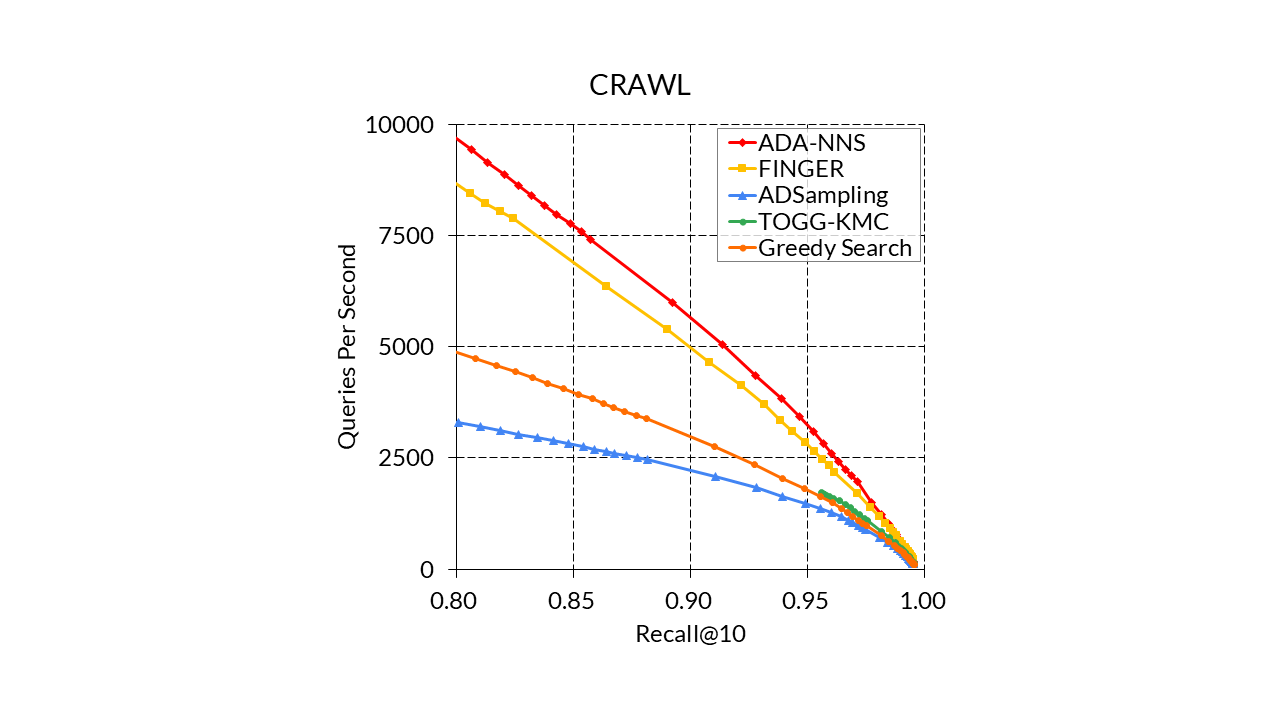 CRAWL
10000
7500
5000
2500
0
Queries Per Second
ADA-NNS
FINGER
ADSampling
TOGG-KMC
Greedy Search
0.80 0.85 0.90 0.95 1.00
Recall@10